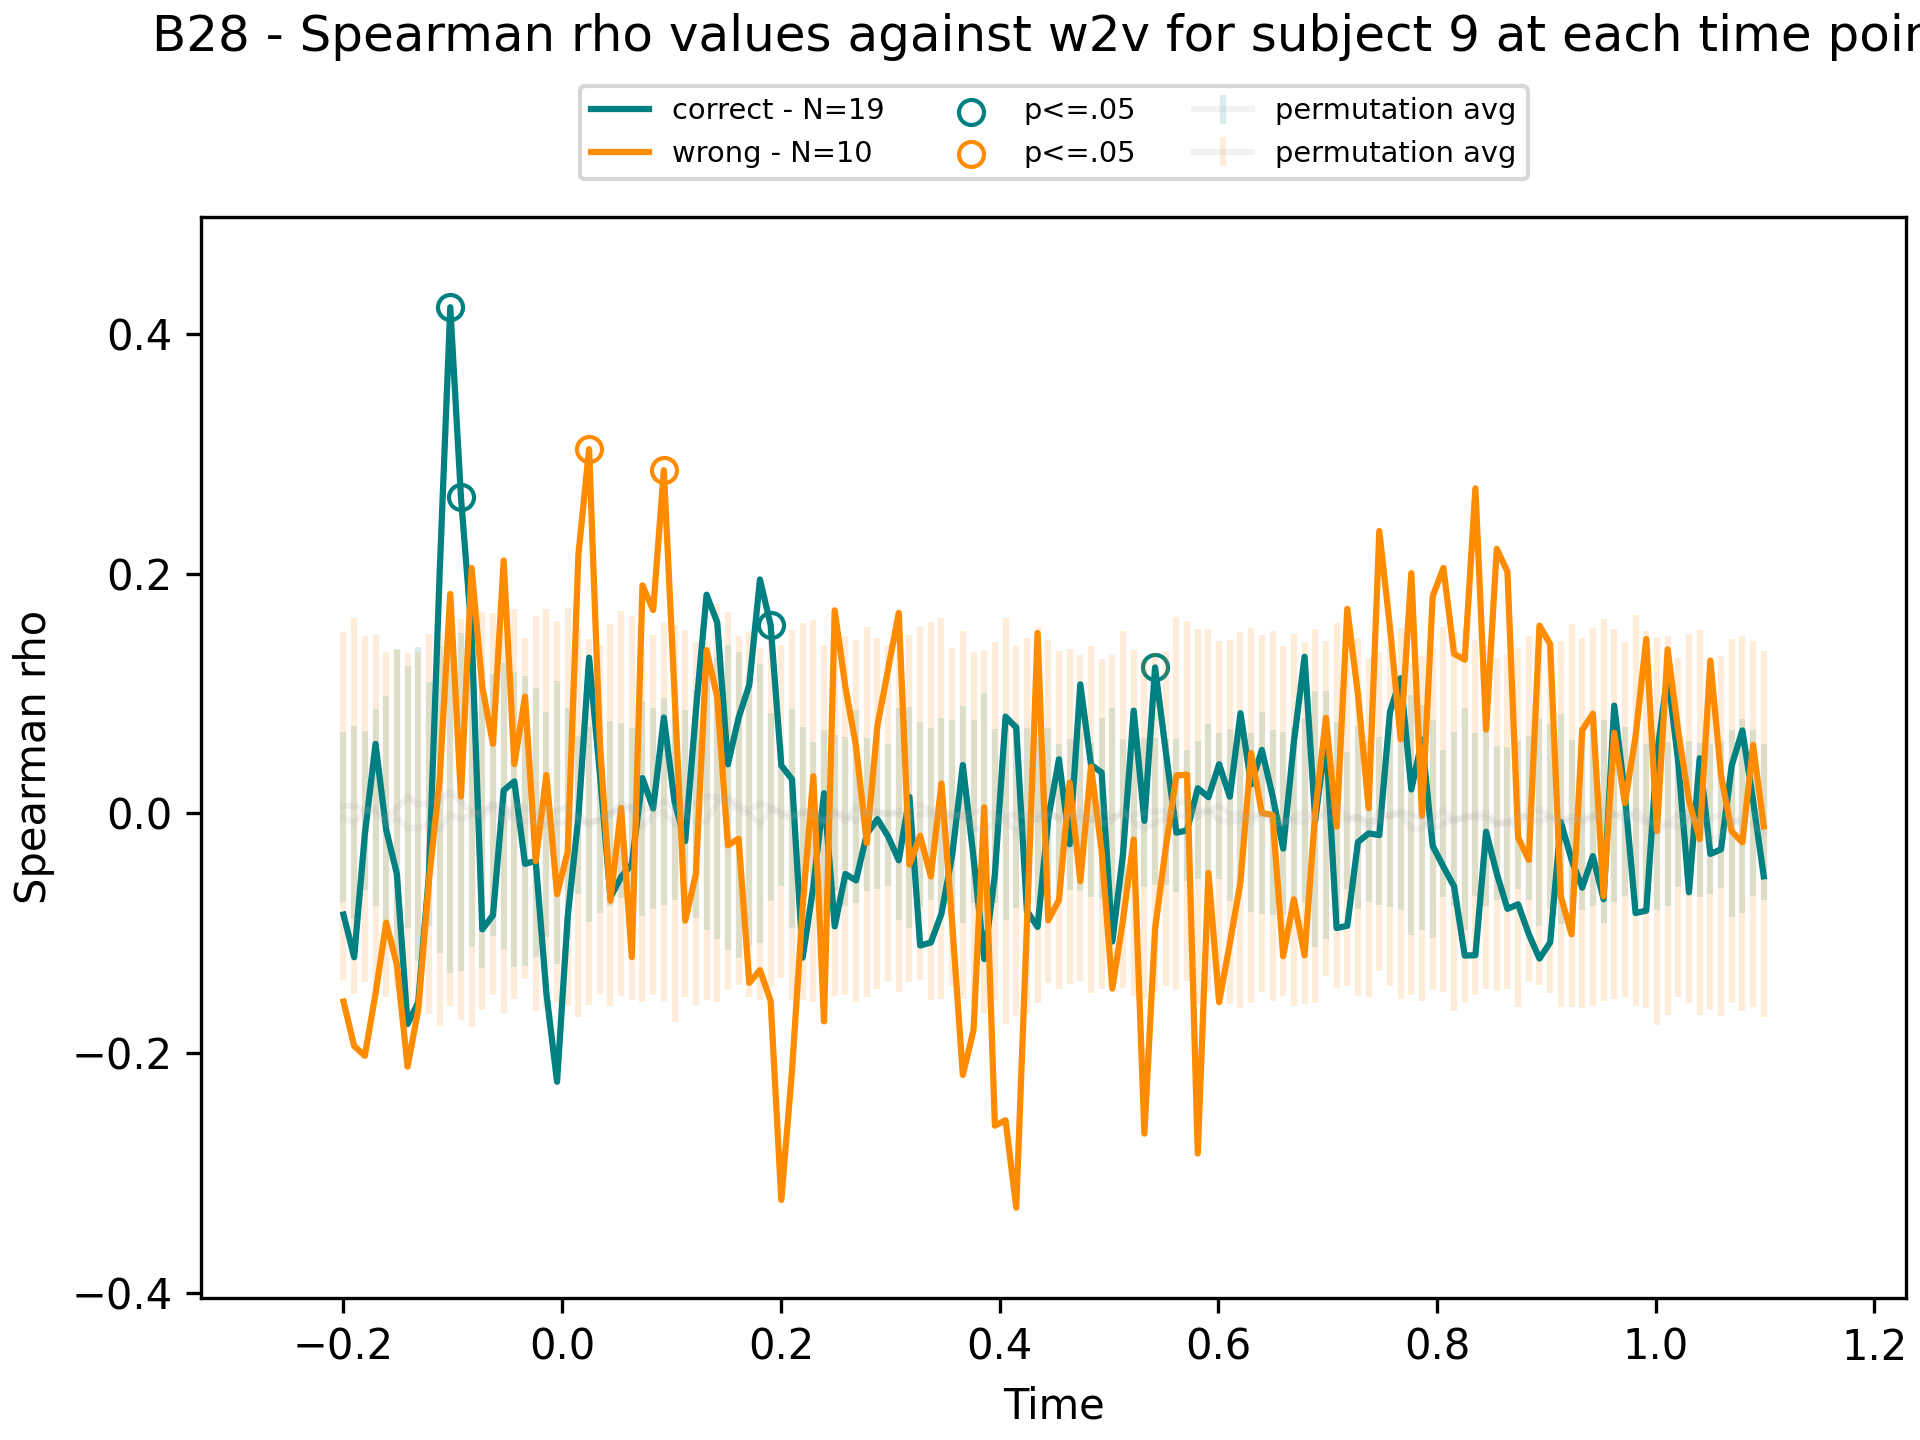 B28 - Spearman rho values against w2v for subject 9 at each time poin
correct - N=19 p<=.05 permutation avg
wrong - N=10 p<=.05 permutation avg
Spearman rho
0.4
0.2
0.0
−0.2
−0.4
−0.2 0.0 0.2 0.4 0.6 0.8 1.0 1.2
Time